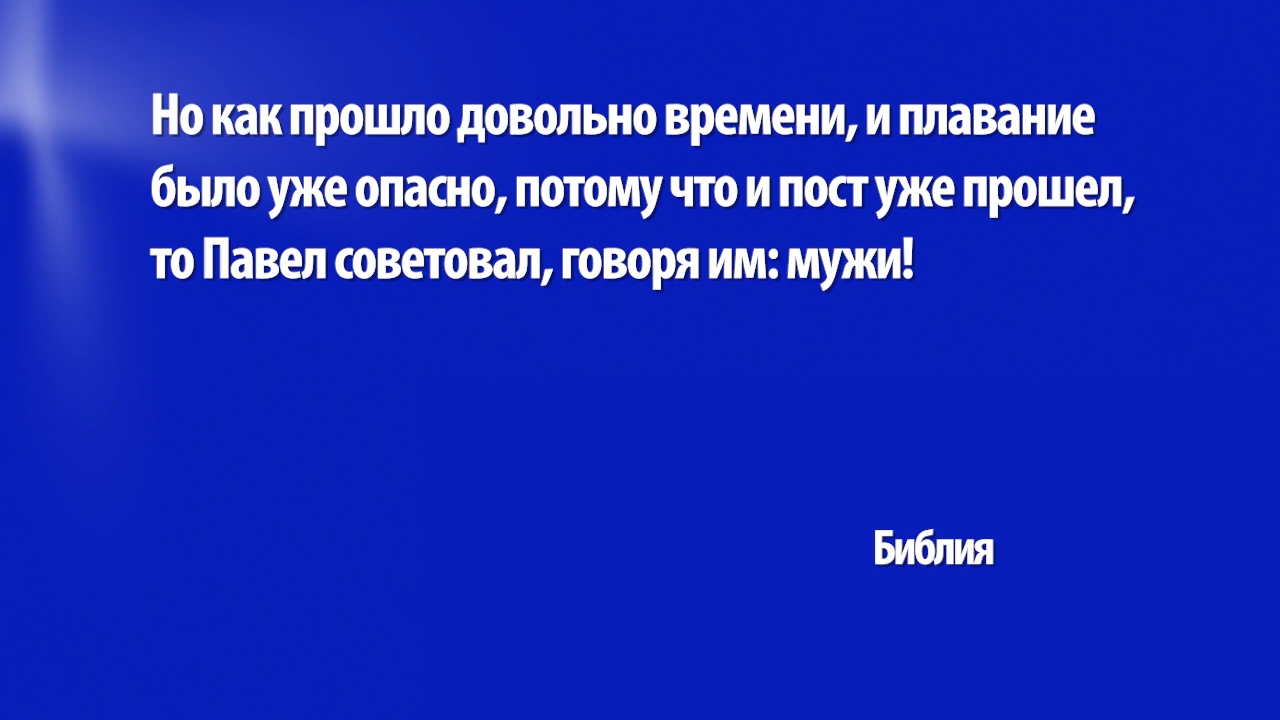 Но как прошло довольно времени, и плавание
было уже опасно, потому что и пост уже прошел,
то Павел советовал, говоря им: мужи!
Библия